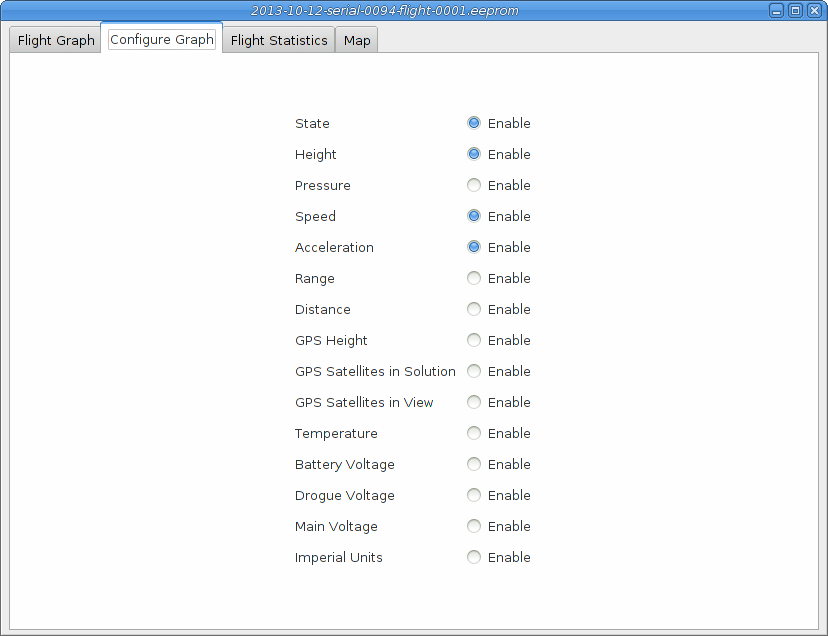 2013-10-12-serial-0094-flight-0001.eeprom
Flight Graph Configure Graph Flight Statistics Map
State Enable
Height Enable
Pressure Enable
Speed Enable
Acceleration Enable
Range Enable
Distance Enable
GPS Height Enable
GPS Satellites in Solution Enable
GPS Satellites in View Enable
Temperature Enable
Battery Voltage Enable
Drogue Voltage Enable
Main Voltage Enable
Imperial Units Enable